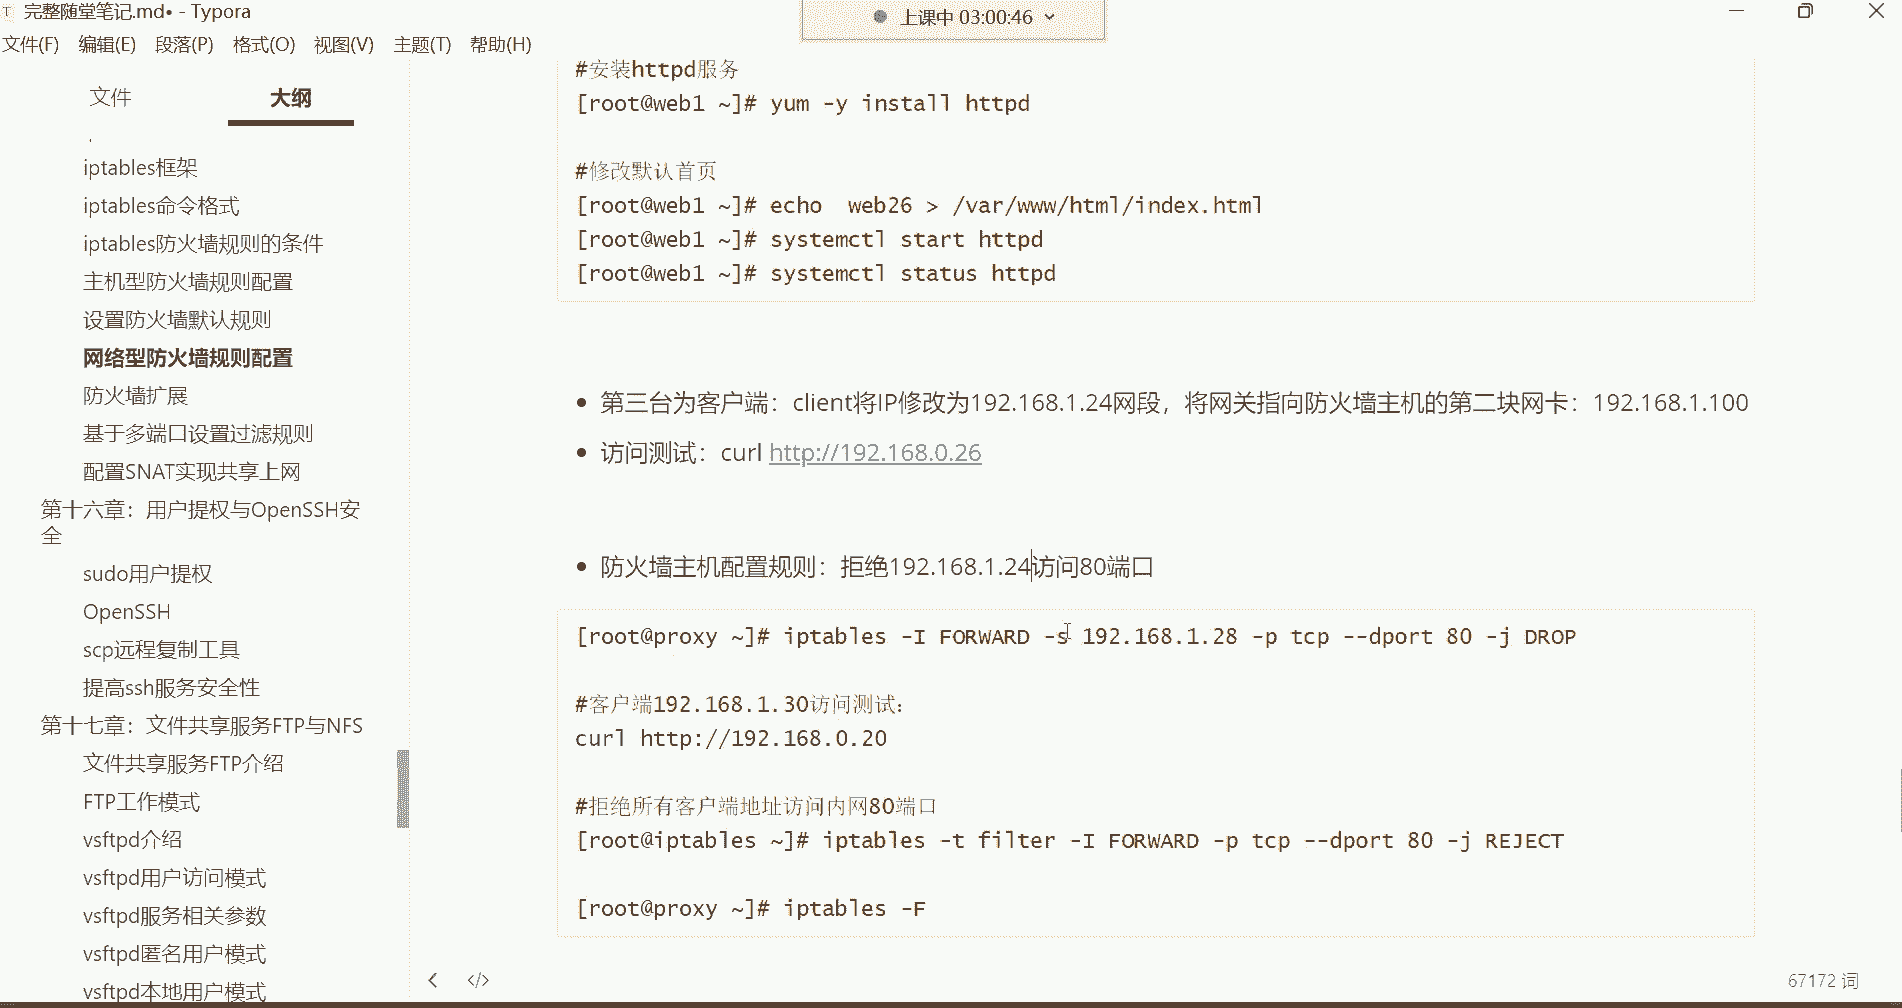 完整随堂笔记.md• - Typora
上课中 03:00:46
文件(F) 编辑(E) 段落(P) 格式(O) 视图(V) 主题(T) 帮助(H)
文件 大纲
iptables框架
iptables命令格式
iptables防火墙规则的条件
主机型防火墙规则配置
设置防火墙默认规则
网络型防火墙规则配置
防火墙扩展
基于多端口设置过滤规则
配置SNAT实现共享上网
第十六章：用户提权与OpenSSH安
全
sudo用户提权
OpenSSH
scp远程复制工具
提高ssh服务安全性
第十七章：文件共享服务FTP与NFS
文件共享服务FTP介绍
FTP工作模式
vsftpd介绍
vsftpd用户访问模式
vsftpd服务相关参数
vsftpd匿名用户模式
vsftpd本地用户模式
#安装httpd服务
[root@web1 ~]# yum -y install httpd
#修改默认首页
[root@web1 ~]# echo  web26 > /var/www/html/index.html
[root@web1 ~]# systemctl start httpd
[root@web1 ~]# systemctl status httpd
• 第三台为客户端：client将IP修改为192.168.1.24网段，将网关指向防火墙主机的第二块网卡：192.168.1.100
• 访问测试：curl http://192.168.0.26
• 防火墙主机配置规则：拒绝192.168.1.24访问80端口
[root@proxy ~]# iptables -I FORWARD -s 192.168.1.28 -p tcp --dport 80 -j DROP
#客户端192.168.1.30访问测试：
curl http://192.168.0.20
#拒绝所有客户端地址访问内网80端口
[root@iptables ~]# iptables -t filter -I FORWARD -p tcp --dport 80 -j REJECT
[root@proxy ~]# iptables -F
67172 词